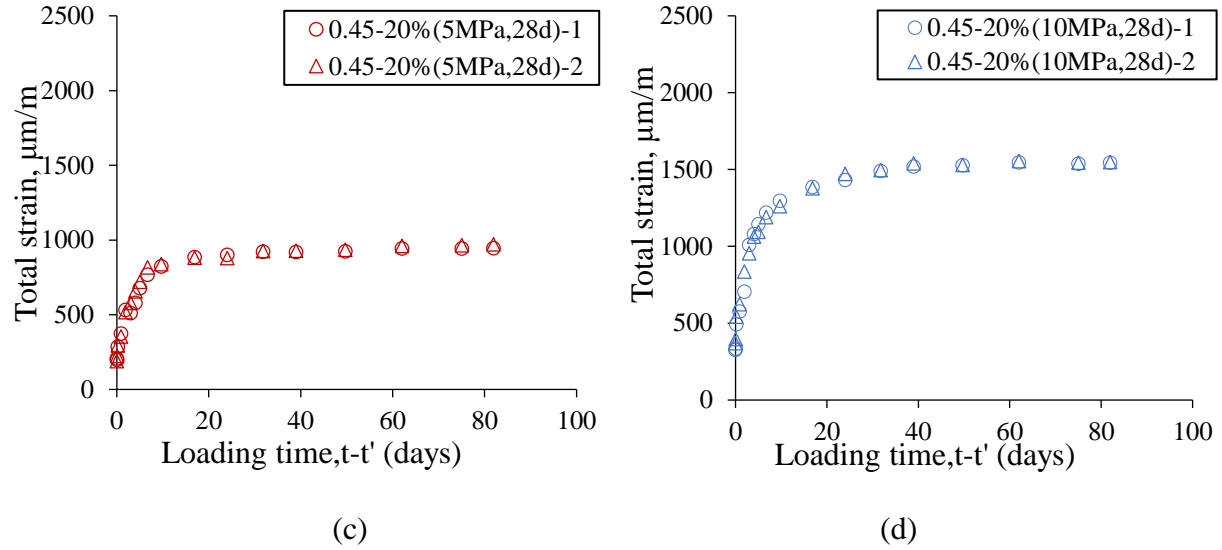 0.45-20%(5MPa,28d)-1
0.45-20%(5MPa,28d)-2
Total strain, µm/m
2500
2000
1500
1000
500
0
0 20 40 60 80 100
Loading time,t-t' (days)
(c)
0.45-20%(10MPa,28d)-1
0.45-20%(10MPa,28d)-2
Total strain, µm/m
2500
2000
1500
1000
500
0
0 20 40 60 80 100
Loading time,t-t' (days)
(d)